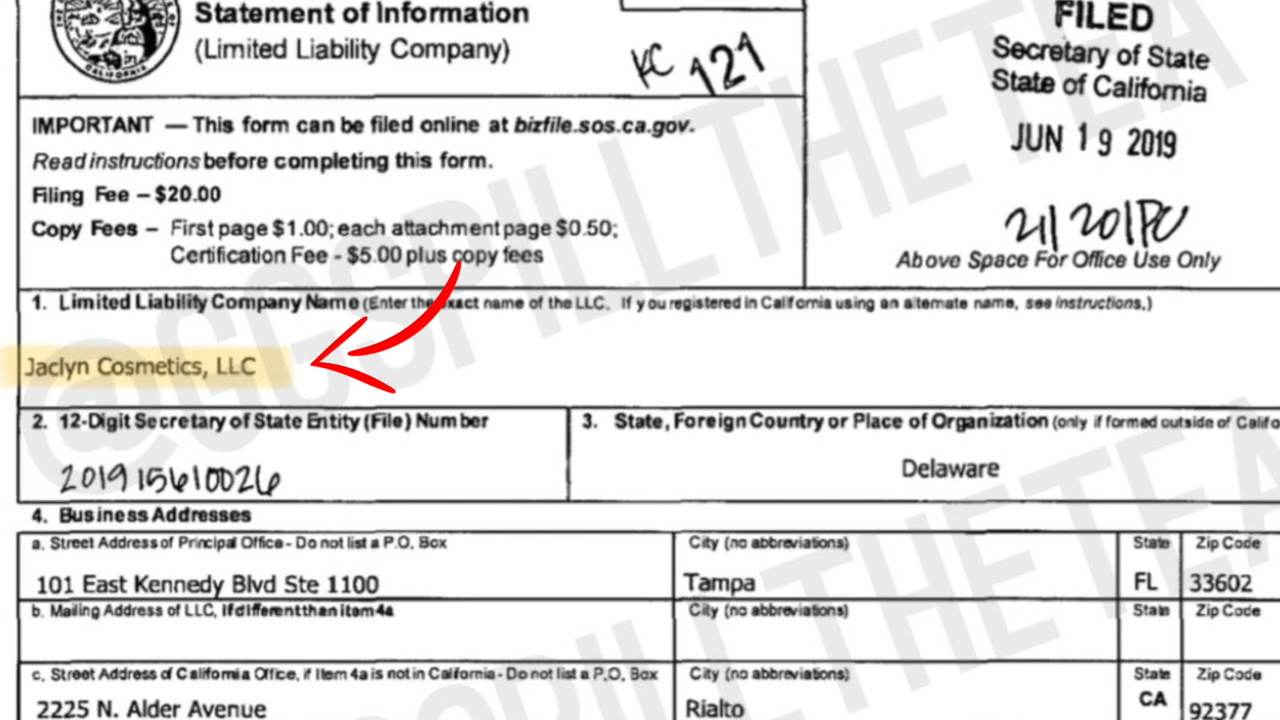 CALIFORNIA
Statement of Information
(Limited Liability Company)
KC 121
FILED
Secretary of State
State of California
JUN 19 2019
21/201PC
Above Space For Office Use Only
IMPORTANT — This form can be filed online at bizfile.sos.ca.gov.
Read instructions before completing this form.
Filing Fee – $20.00
Copy Fees – First page $1.00; each attachment page $0.50;
Certification Fee - $5.00 plus copy fees
1. Limited Liability Company Name (Enter the exact name of the LLC. If you registered in California using an alternate name, see instructions.)
Jaclyn Cosmetics, LLC
2. 12-Digit Secretary of State Entity (File) Number
201915610026
3. State, Foreign Country or Place of Organization (only if formed outside of Califo
Delaware
4. Business Addresses
a. Street Address of Principal Office - Do not list a P.O. Box
City (no abbreviations)
State
Zip Code
101 East Kennedy Blvd Ste 1100
Tampa
FL
33602
b. Mailing Address of LLC, if different than item 4a
City (no abbreviations)
State
Zip Code
c. Street Address of California Office, if Item 4a is not in California - Do not list a P.O. Box
City (no abbreviations)
State
Zip Code
2225 N. Alder Avenue
Rialto
CA
92377
@GGSPILLTHETEA
SPILLTHETEA